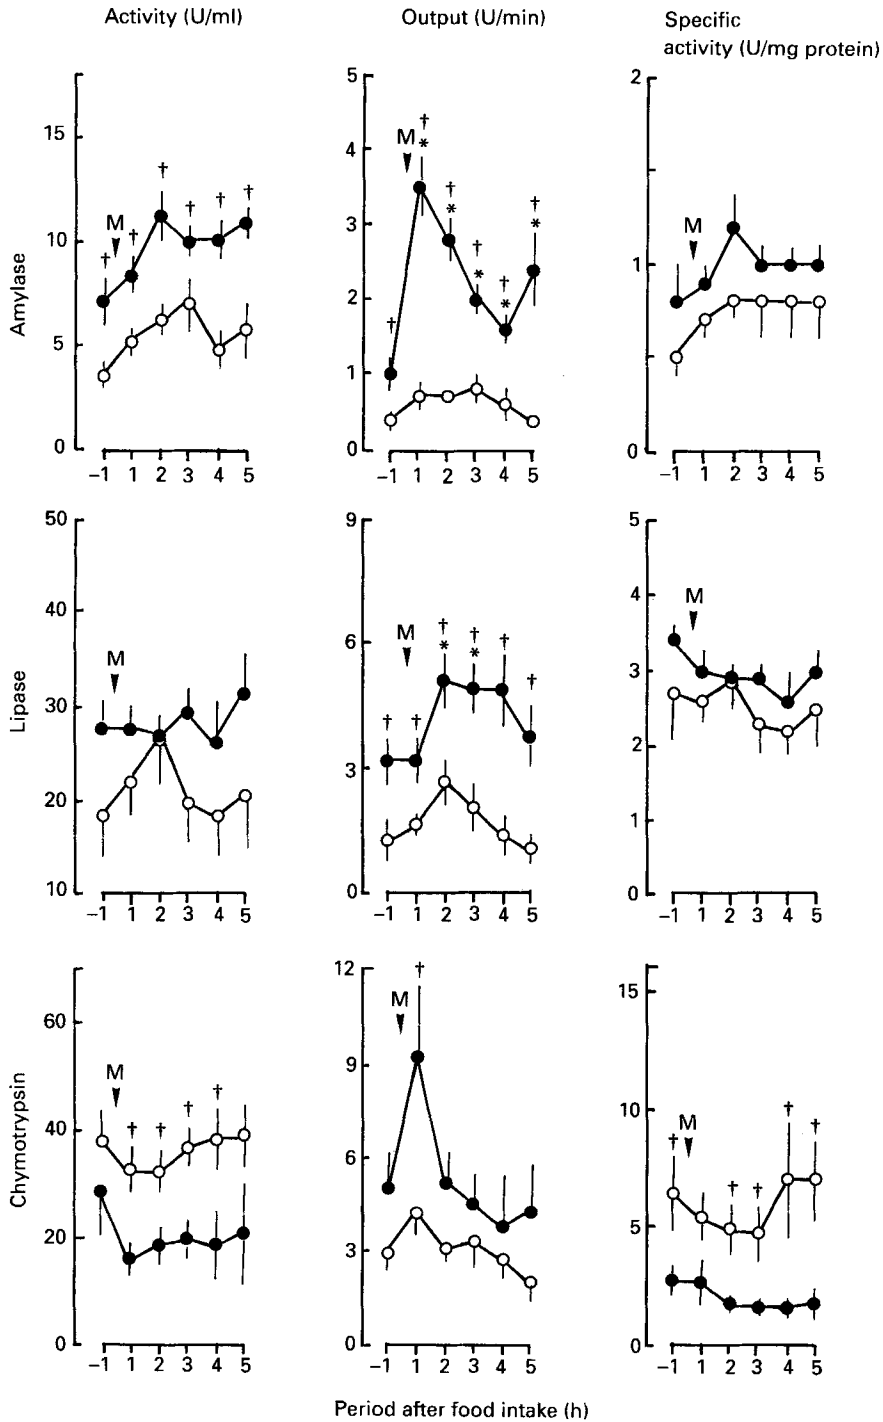 Activity (U/ml)
Output (U/min)
Specific
activity (U/mg protein)
Amylase
15
10
5
0
M
† † † † † †
–1 1 2 3 4 5
5
4
3
2
1
0
M
† † † † † †
* * * * *
–1 1 2 3 4 5
2
1
0
M
–1 1 2 3 4 5
Lipase
50
40
30
20
10
M
–1 1 2 3 4 5
9
6
3
0
M
† † † † † †
* *
–1 1 2 3 4 5
5
4
3
2
1
0
M
–1 1 2 3 4 5
Chymotrypsin
60
40
20
0
M
† † † †
–1 1 2 3 4 5
12
9
6
3
0
M
†
–1 1 2 3 4 5
15
10
5
0
M
† † † † †
–1 1 2 3 4 5
Period after food intake (h)